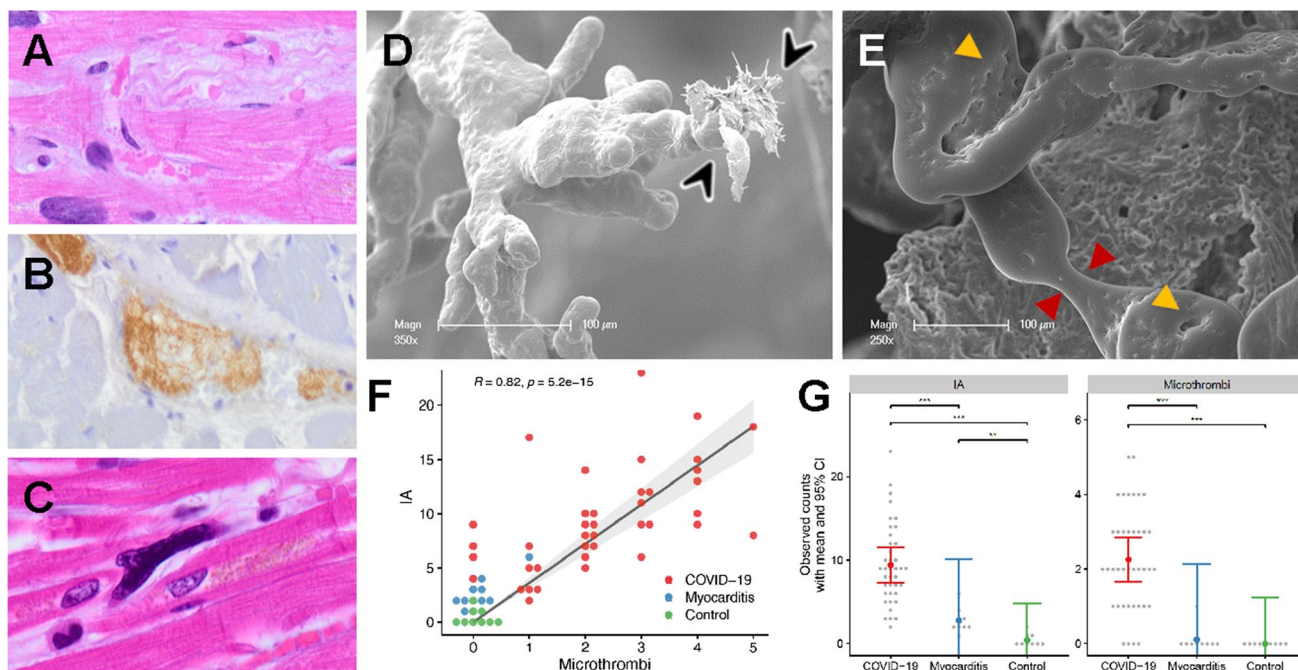 A
B
C
D
Magn
350x
100 µm
E
Magn
250x
100 µm
F
R = 0.82, p = 5.2e−15
IA
20
15
10
5
0
0 1 2 3 4 5
Microthrombi
COVID−19
Myocarditis
Control
G
IA
Microthrombi
Observed counts
with mean and 95% CI
20
10
0
6
4
2
0
***
***
**
***
***
COVID−19 Myocarditis Control
COVID−19 Myocarditis Control